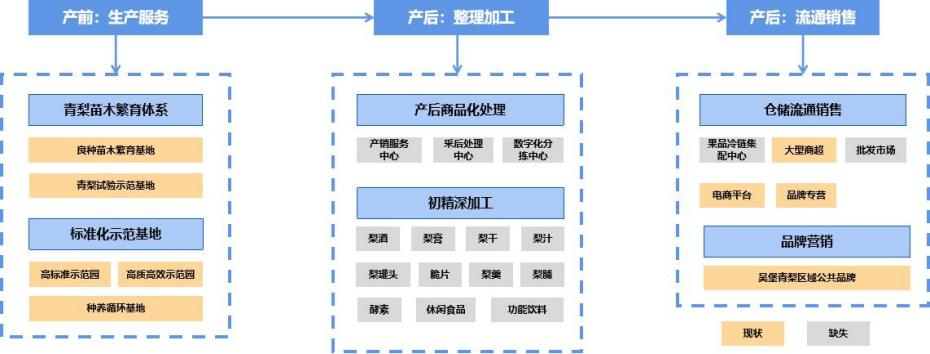 产前：生产服务
产后：整理加工
产后：流通销售
青梨苗木繁育体系
良种苗木繁育基地
青梨试验示范基地
标准化示范基地
高标准示范园
高质高效示范园
种养循环基地
产后商品化处理
产销服务
中心
采后处理
中心
数字化分
拣中心
初精深加工
梨酒
梨膏
梨干
梨汁
梨罐头
脆片
梨羹
梨脯
酵素
休闲食品
功能饮料
仓储流通销售
果品冷链集
配中心
大型商超
批发市场
电商平台
品牌专营
品牌营销
吴堡青梨区域公共品牌
现状
缺失